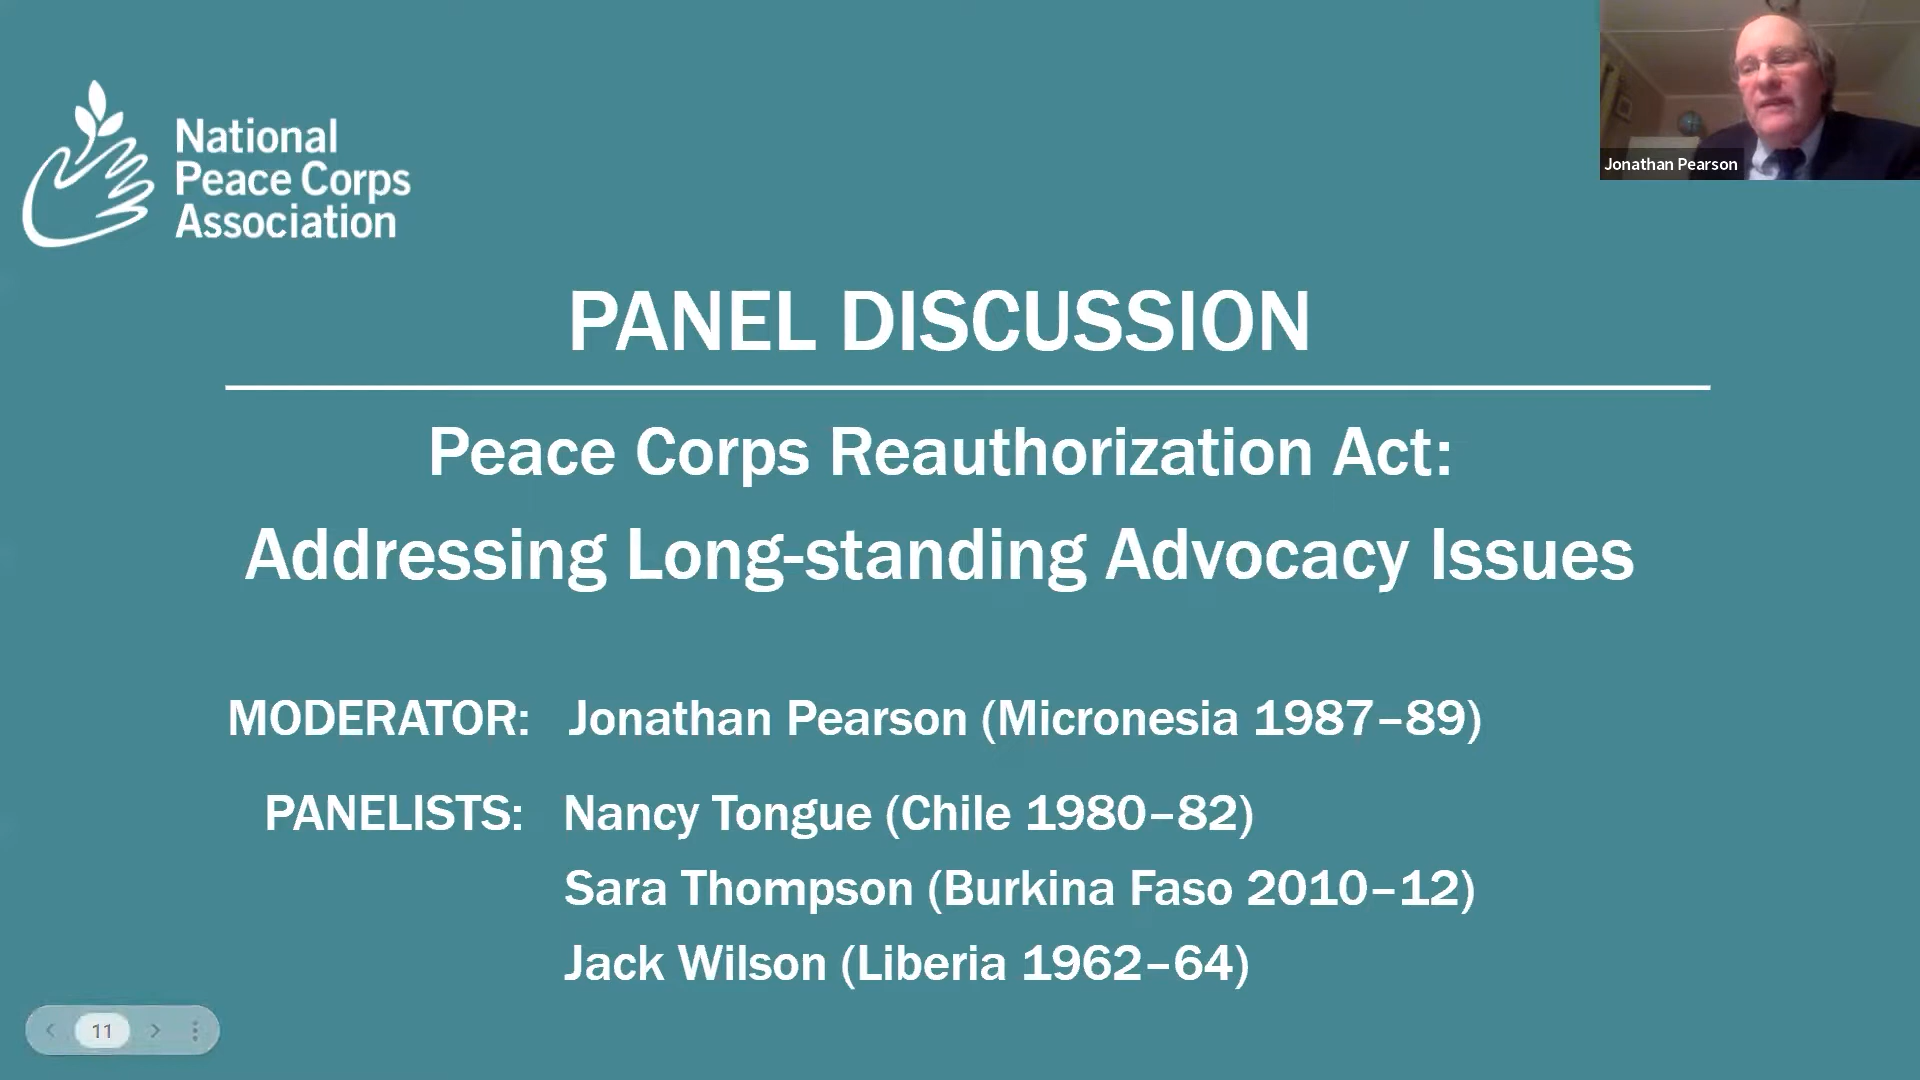 National
Peace Corps
Association
Jonathan Pearson
PANEL DISCUSSION
Peace Corps Reauthorization Act:
Addressing Long-standing Advocacy Issues
MODERATOR: Jonathan Pearson (Micronesia 1987–89)
PANELISTS: Nancy Tongue (Chile 1980–82)
Sara Thompson (Burkina Faso 2010–12)
Jack Wilson (Liberia 1962–64)
11